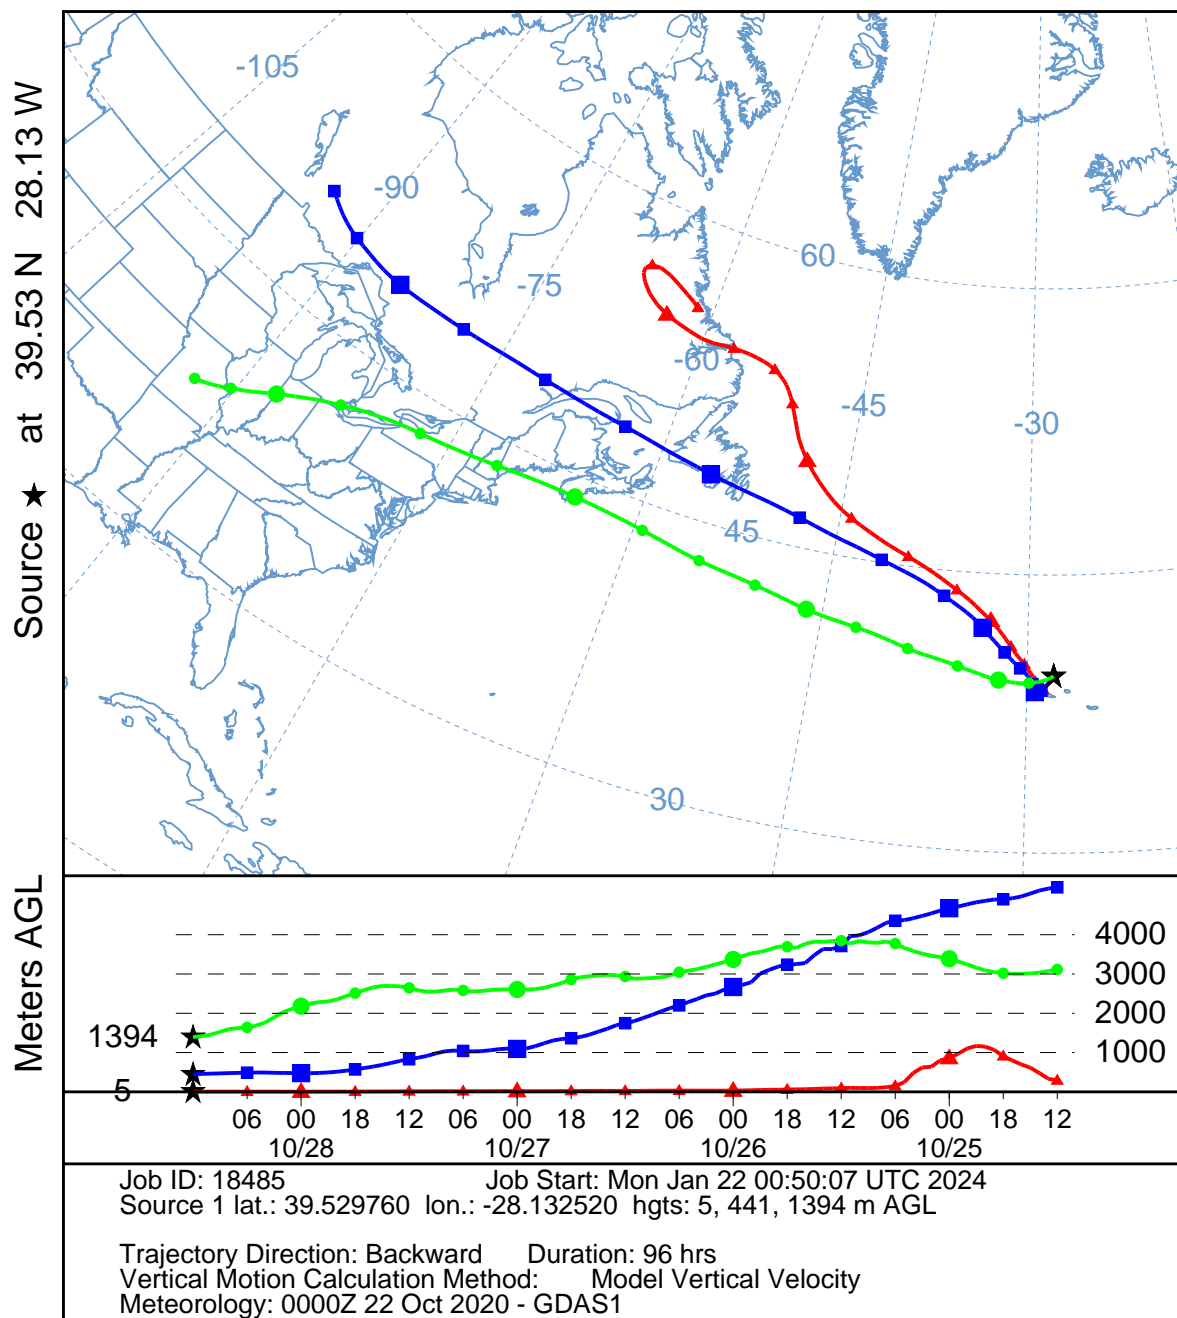 Source ★ at 39.53 N 28.13 W
-105
-90
-75
60
-60
-45
-30
45
30
Meters AGL
4000
3000
2000
1394
1000
5
06 00 18 12 06 00 18 12 06 00 18 12 06 00 18 12
10/28 10/27 10/26 10/25
Job ID: 18485 Job Start: Mon Jan 22 00:50:07 UTC 2024
Source 1 lat.: 39.529760 lon.: -28.132520 hgts: 5, 441, 1394 m AGL
Trajectory Direction: Backward Duration: 96 hrs
Vertical Motion Calculation Method: Model Vertical Velocity
Meteorology: 0000Z 22 Oct 2020 - GDAS1